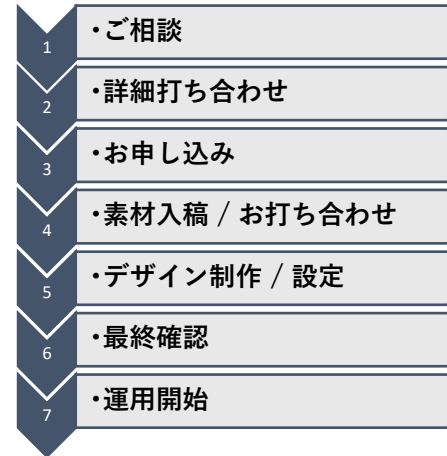 1
・ご相談
2
・詳細打ち合わせ
3
・お申し込み
4
・素材入稿 / お打ち合わせ
5
・デザイン制作 / 設定
6
・最終確認
7
・運用開始